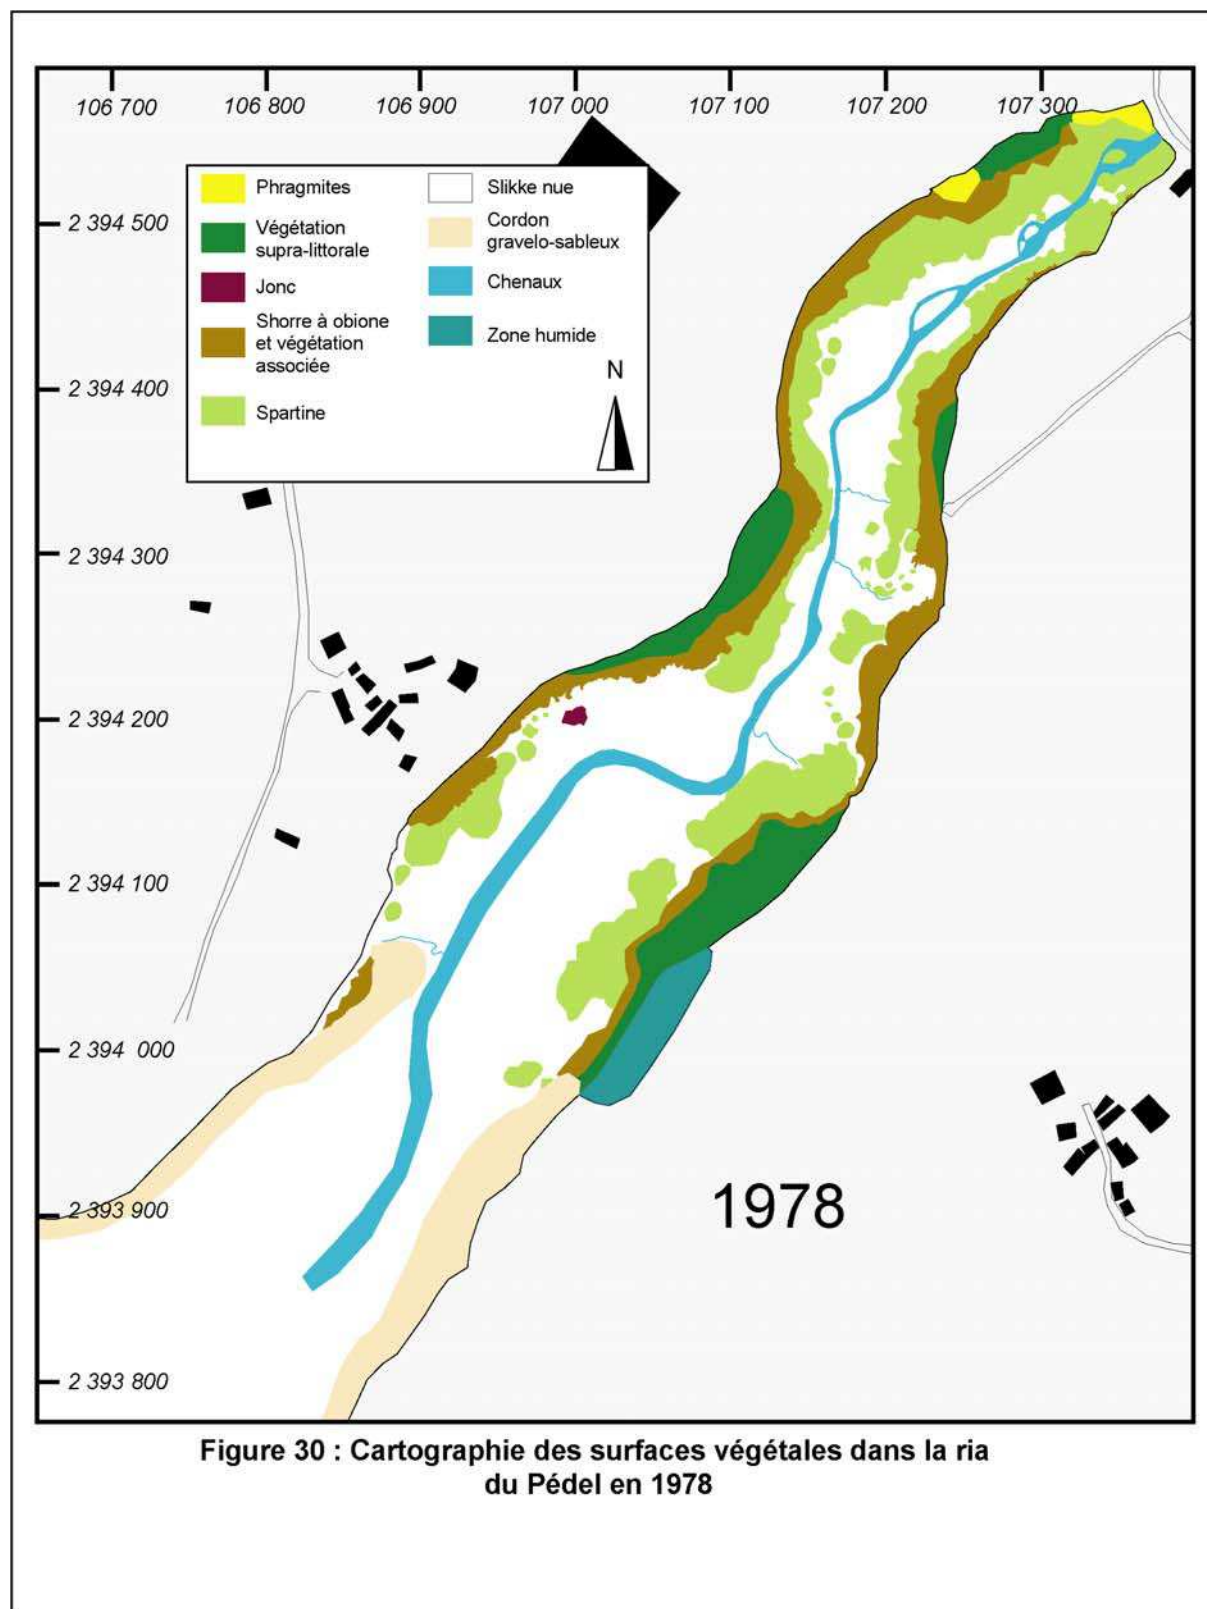 106 700
106 800
106 900
107 000
107 100
107 200
107 300
2 394 500
2 394 400
2 394 300
2 394 200
2 394 100
2 394 000
2 393 900
2 393 800
Phragmites
Végétation
supra-littorale
Jonc
Shorre à obione
et végétation
associée
Spartine
Slikke nue
Cordon
gravelo-sableux
Chenaux
Zone humide
N
1978
Figure 30 : Cartographie des surfaces végétales dans la ria
du Pédel en 1978